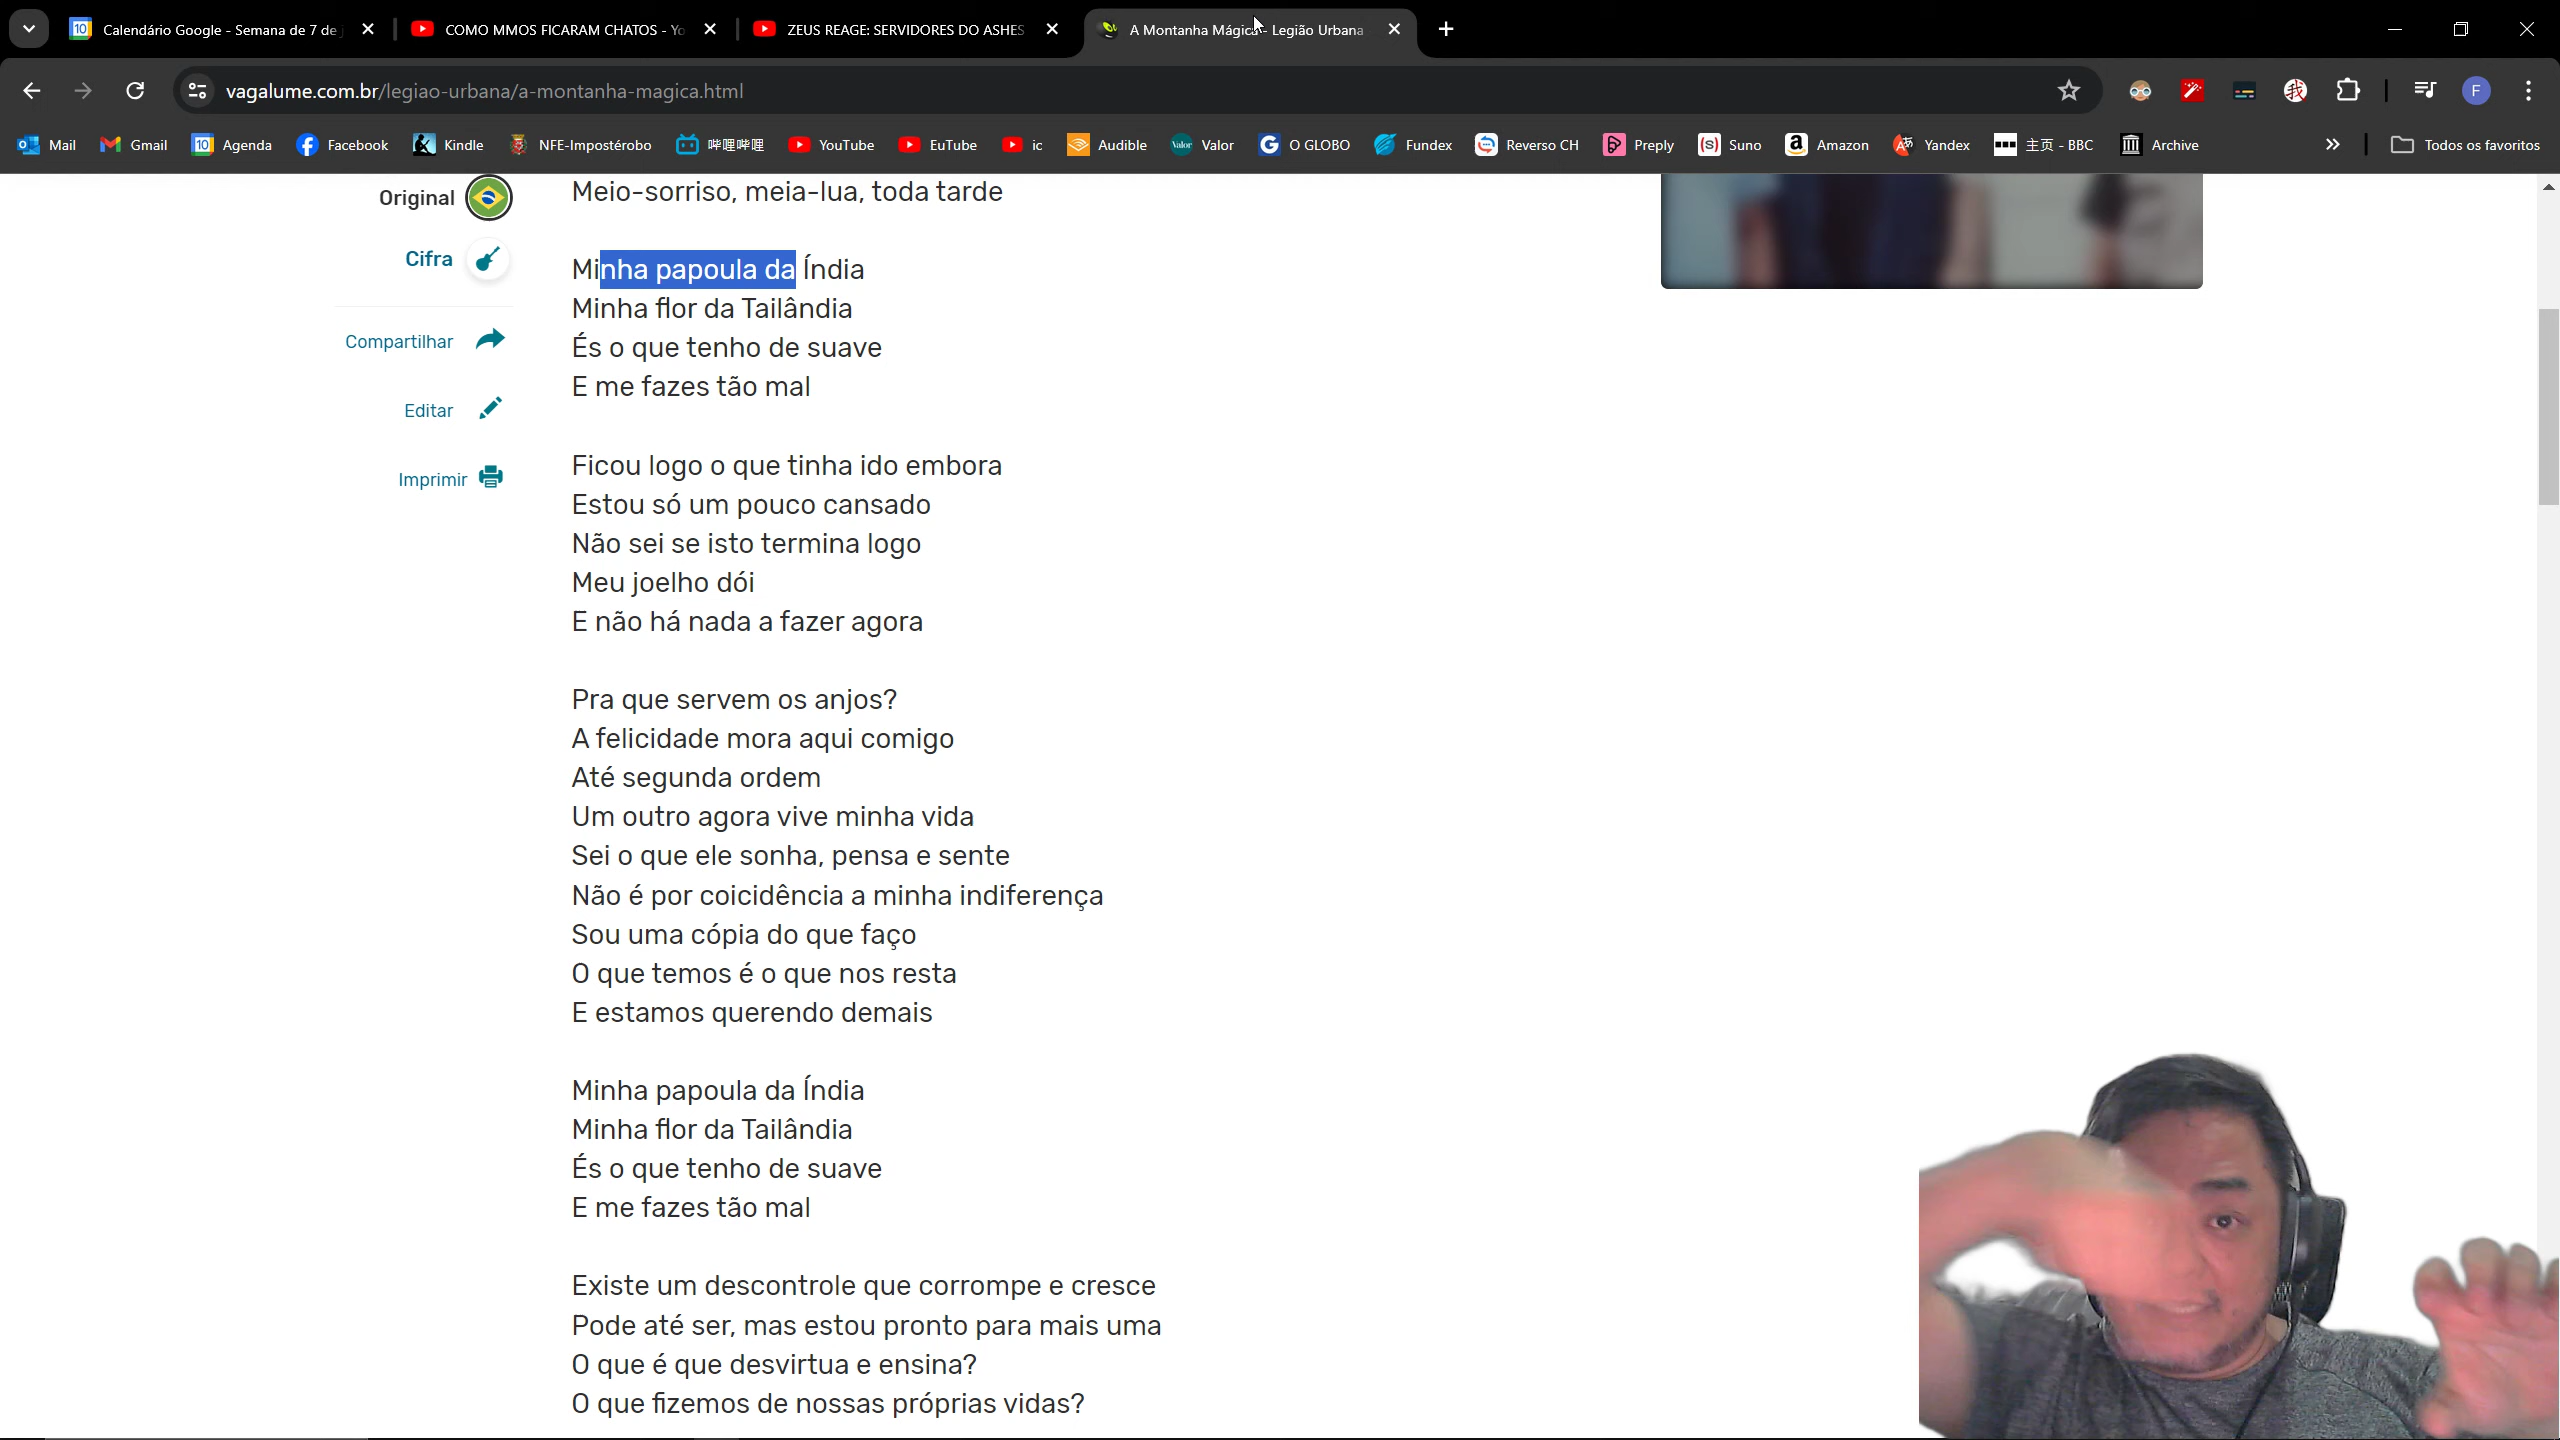 Calendário Google - Semana de 7 de j
COMO MMOS FICARAM CHATOS - Yo
ZEUS REAGE: SERVIDORES DO ASHES
A Montanha Mágica - Legião Urbana
vagalume.com.br/legiao-urbana/a-montanha-magica.html
F
Mail
Gmail
10
Agenda
Facebook
Kindle
NFE-Impostérobo
哔哩哔哩
YouTube
EuTube
ic
Audible
Valor
O GLOBO
Fundex
Reverso CH
Preply
Suno
Amazon
Yandex
主页 - BBC
Archive
Todos os favoritos
Original
Cifra
Compartilhar
Editar
Imprimir
Meio-sorriso, meia-lua, toda tarde
Minha papoula da Índia
Minha flor da Tailândia
És o que tenho de suave
E me fazes tão mal
Ficou logo o que tinha ido embora
Estou só um pouco cansado
Não sei se isto termina logo
Meu joelho dói
E não há nada a fazer agora
Pra que servem os anjos?
A felicidade mora aqui comigo
Até segunda ordem
Um outro agora vive minha vida
Sei o que ele sonha, pensa e sente
Não é por coicidência a minha indiferença
Sou uma cópia do que faço
O que temos é o que nos resta
E estamos querendo demais
Minha papoula da Índia
Minha flor da Tailândia
És o que tenho de suave
E me fazes tão mal
Existe um descontrole que corrompe e cresce
Pode até ser, mas estou pronto para mais uma
O que é que desvirtua e ensina?
O que fizemos de nossas próprias vidas?